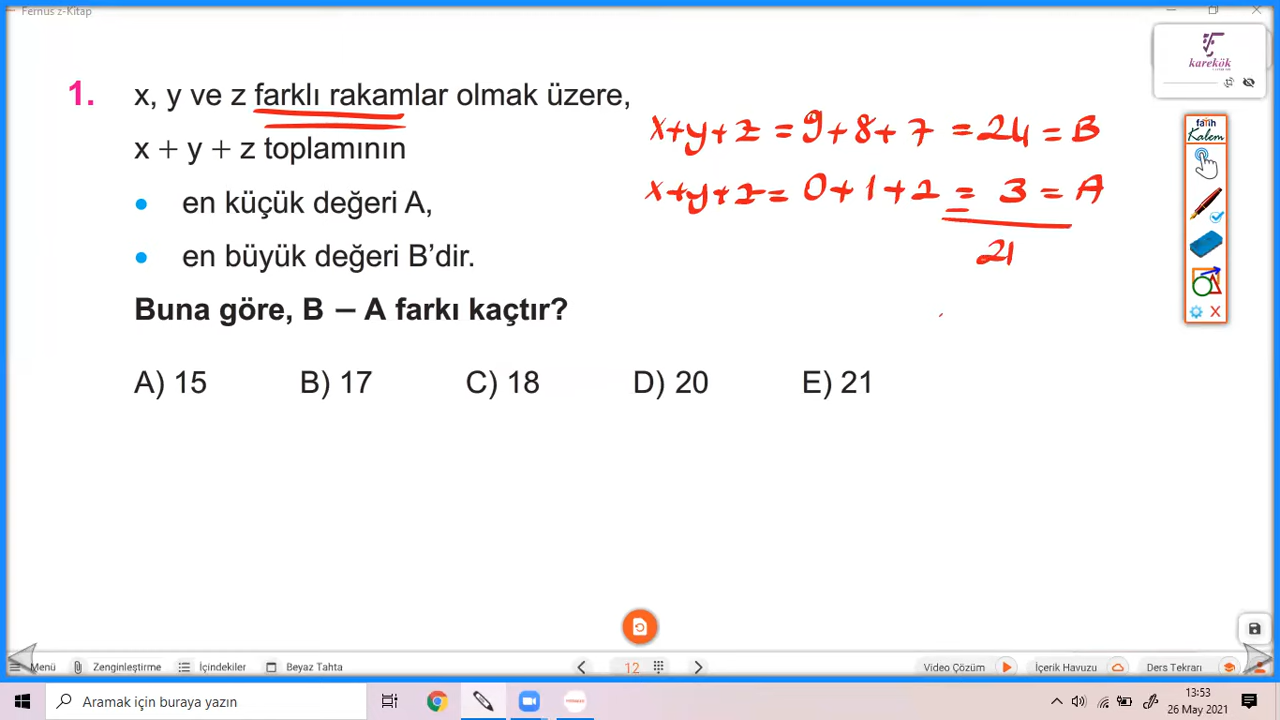 Fernus z-Kitap
karekök
1. x, y ve z farklı rakamlar olmak üzere,
x + y + z toplamının
• en küçük değeri A,
• en büyük değeri B’dir.
Buna göre, B – A farkı kaçtır?
A) 15 B) 17 C) 18 D) 20 E) 21
x+y+z = 9+8+7 = 24 = B
x+y+z = 0+1+2 = 3 = A
21
fatih
Kalem
Menü Zenginleştirme İçindekiler Beyaz Tahta 12 Video Çözüm İçerik Havuzu Ders Tekrarı
Aramak için buraya yazın
13:53
26 May 2021